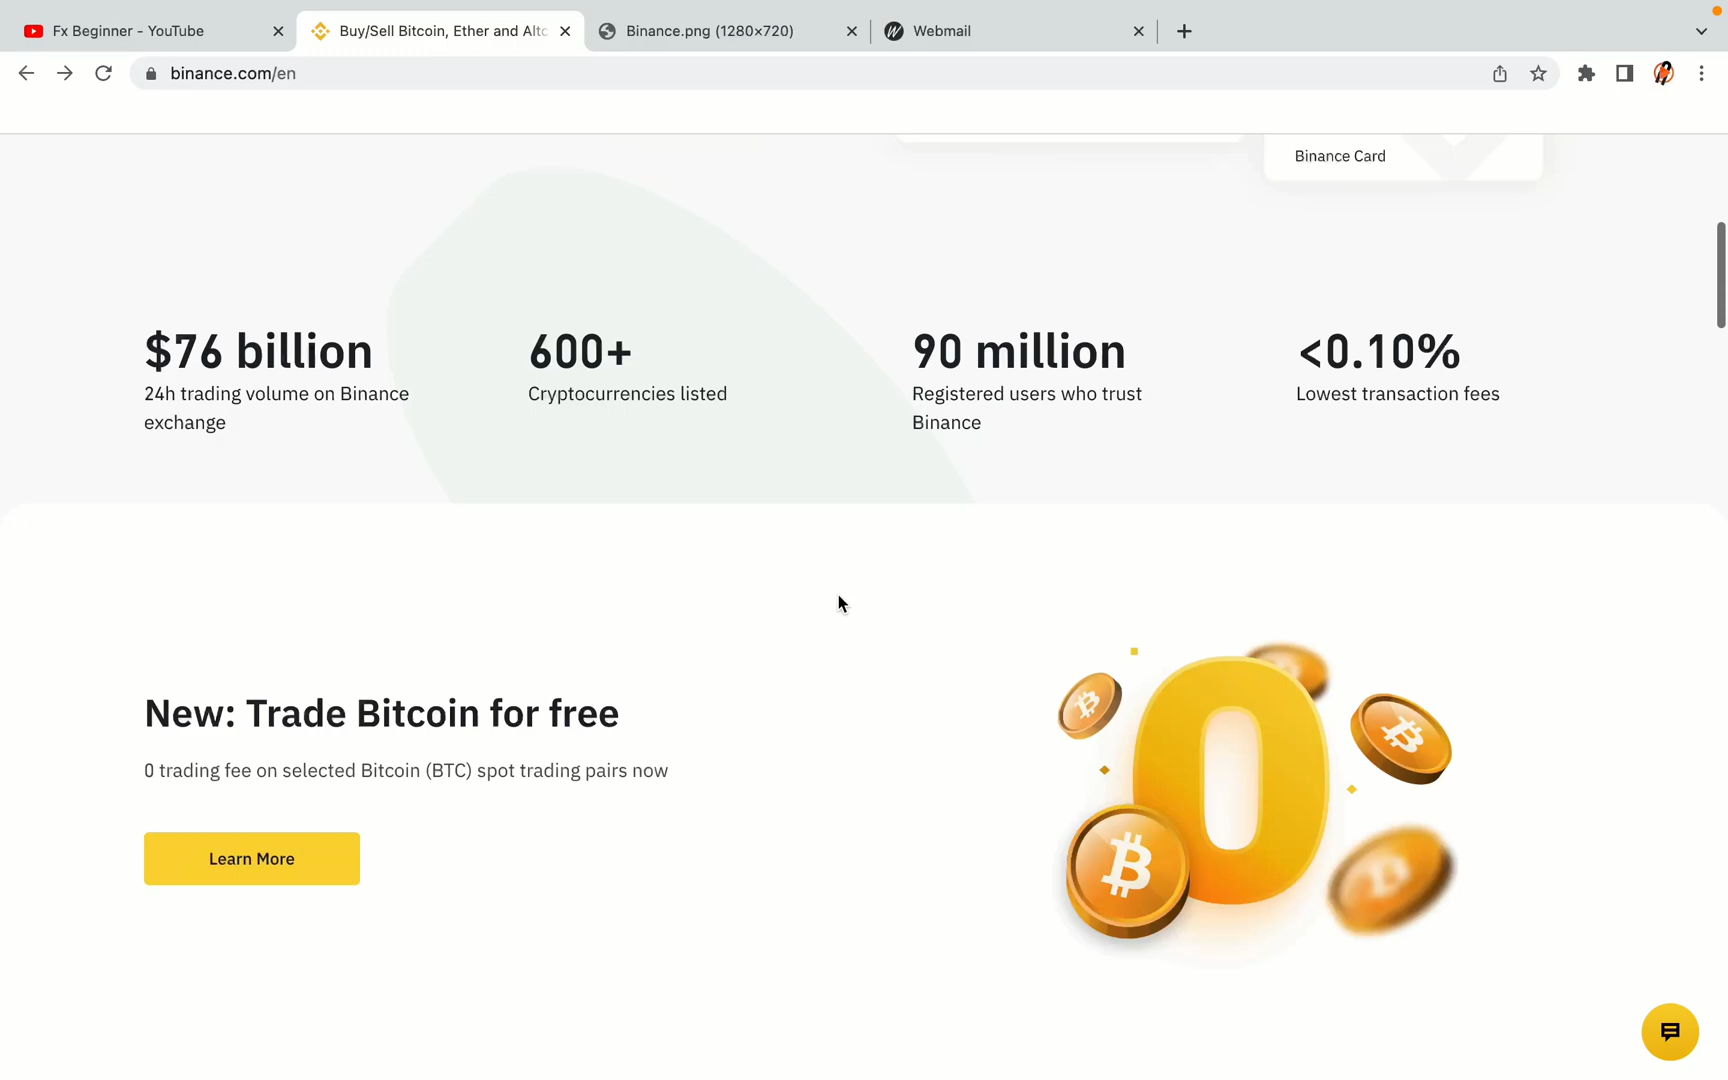 Fx Beginner - YouTube
Buy/Sell Bitcoin, Ether and Altc
Binance.png (1280×720)
Webmail
binance.com/en
Binance Card
$76 billion
600+
90 million
<0.10%
24h trading volume on Binance exchange
Cryptocurrencies listed
Registered users who trust Binance
Lowest transaction fees
New: Trade Bitcoin for free
0 trading fee on selected Bitcoin (BTC) spot trading pairs now
Learn More
0